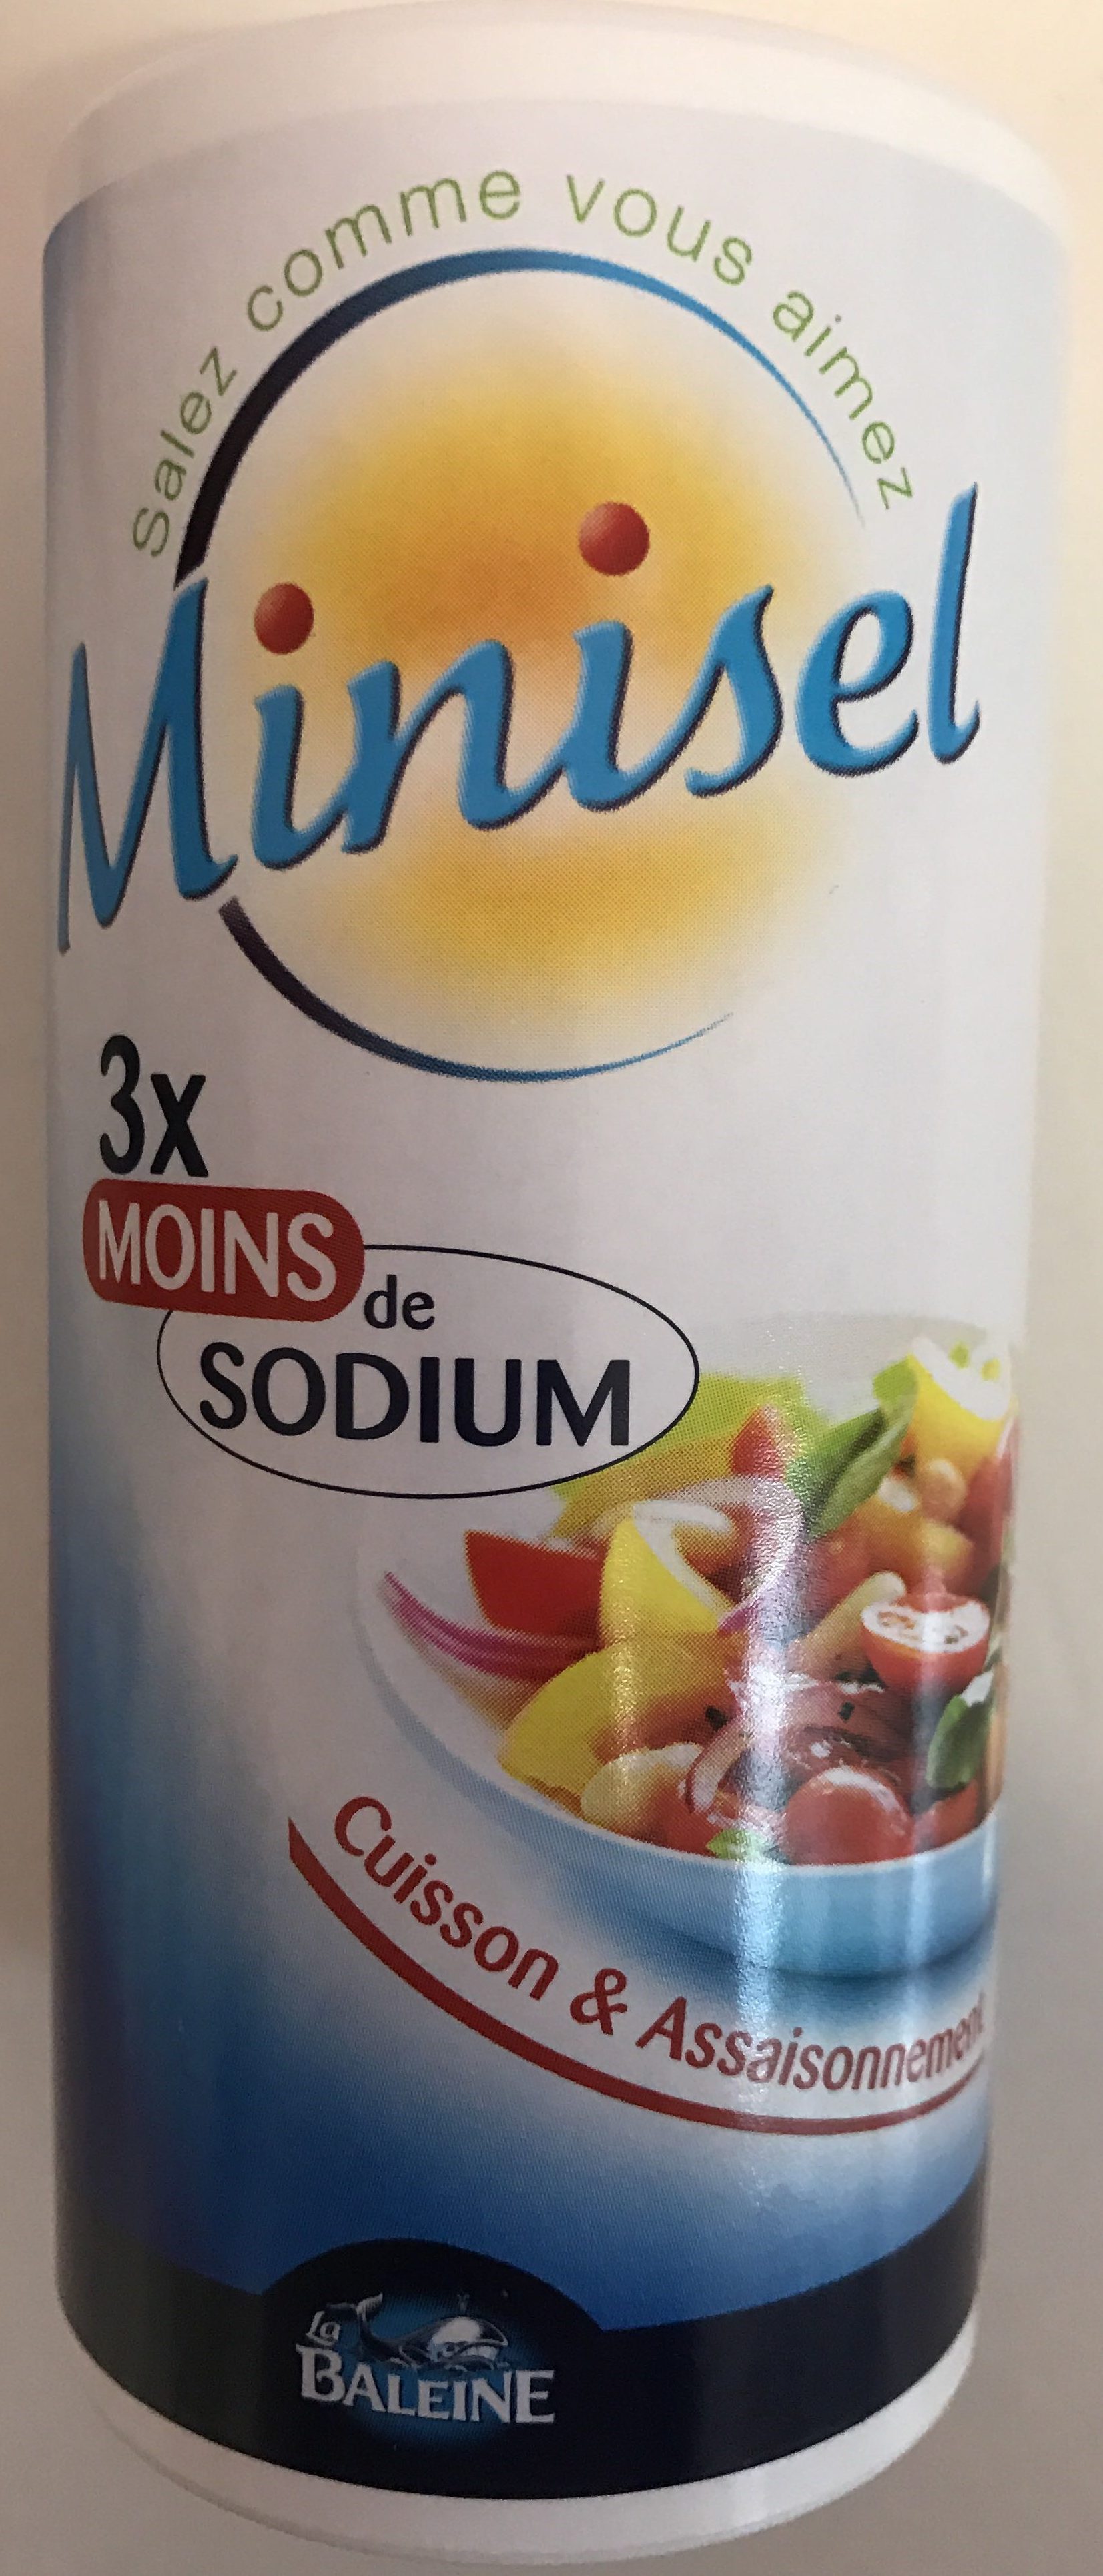 Salez comme vous aimez
Minisel
3x
MOINS
de
SODIUM
Cuisson & Assaisonnement
La
BALEINE